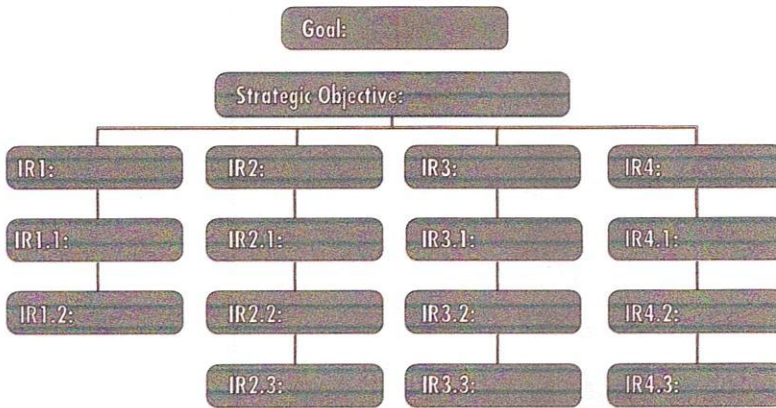 Goal:
Strategic Objective:
IR1:
IR2:
IR3:
IR4:
IR1.1:
IR2.1:
IR3.1:
IR4.1:
IR1.2:
IR2.2:
IR3.2:
IR4.2:
IR2.3:
IR3.3:
IR4.3: